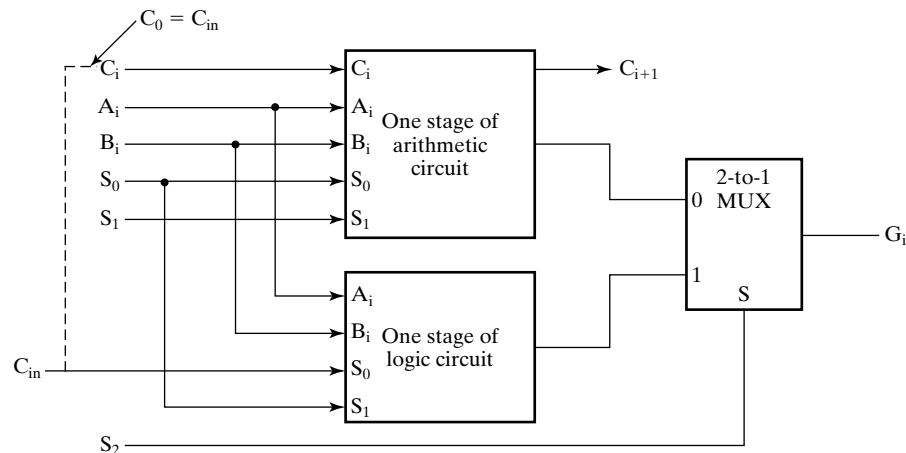 C₀ = Cᵢₙ
Cᵢ
Aᵢ
Bᵢ
S₀
S₁
Cᵢ
Aᵢ
Bᵢ
S₀
S₁
One stage of
arithmetic
circuit
Cᵢ₊₁
2-to-1
MUX
0
1
S
Gᵢ
Aᵢ
Bᵢ
S₀
S₁
One stage of
logic circuit
Cᵢₙ
S₂